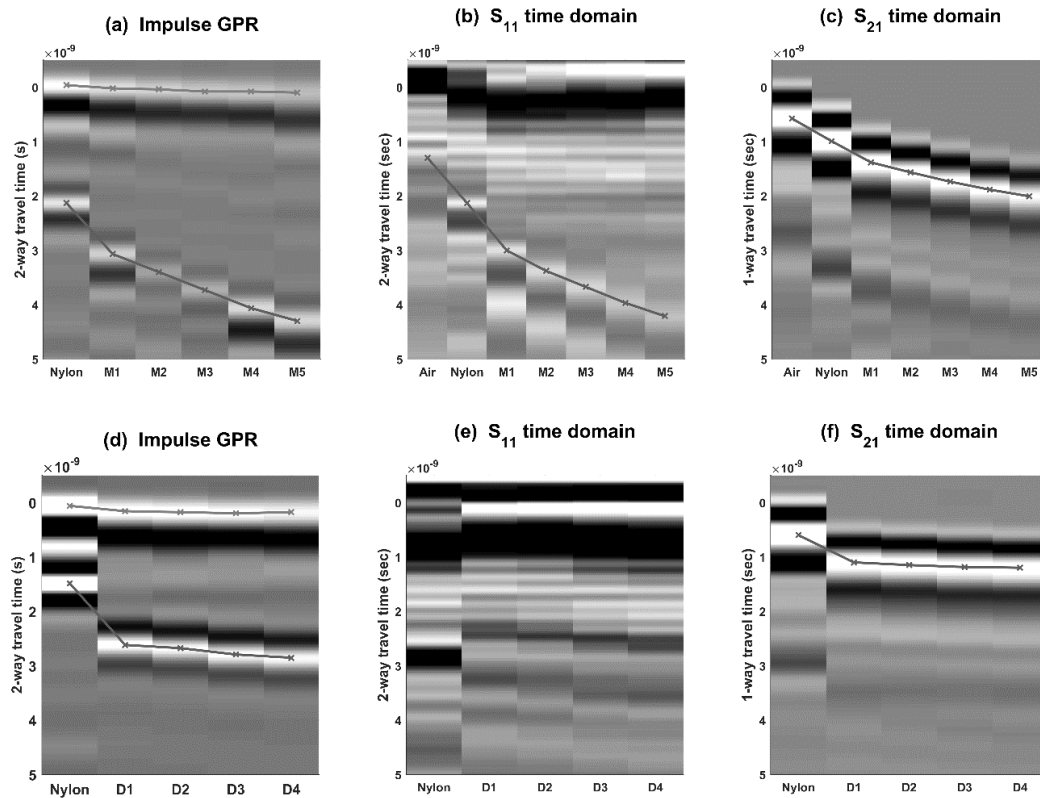 (a) Impulse GPR
(b) S11 time domain
(c) S21 time domain
×10-9
0
1
2
3
4
5
2-way travel time (s)
Nylon M1 M2 M3 M4 M5
×10-9
0
1
2
3
4
5
2-way travel time (sec)
Air Nylon M1 M2 M3 M4 M5
×10-9
0
1
2
3
4
5
1-way travel time (sec)
Air Nylon M1 M2 M3 M4 M5
(d) Impulse GPR
(e) S11 time domain
(f) S21 time domain
×10-9
0
1
2
3
4
5
2-way travel time (s)
Nylon D1 D2 D3 D4
×10-9
0
1
2
3
4
5
2-way travel time (sec)
Nylon D1 D2 D3 D4
×10-9
0
1
2
3
4
5
1-way travel time (sec)
Nylon D1 D2 D3 D4